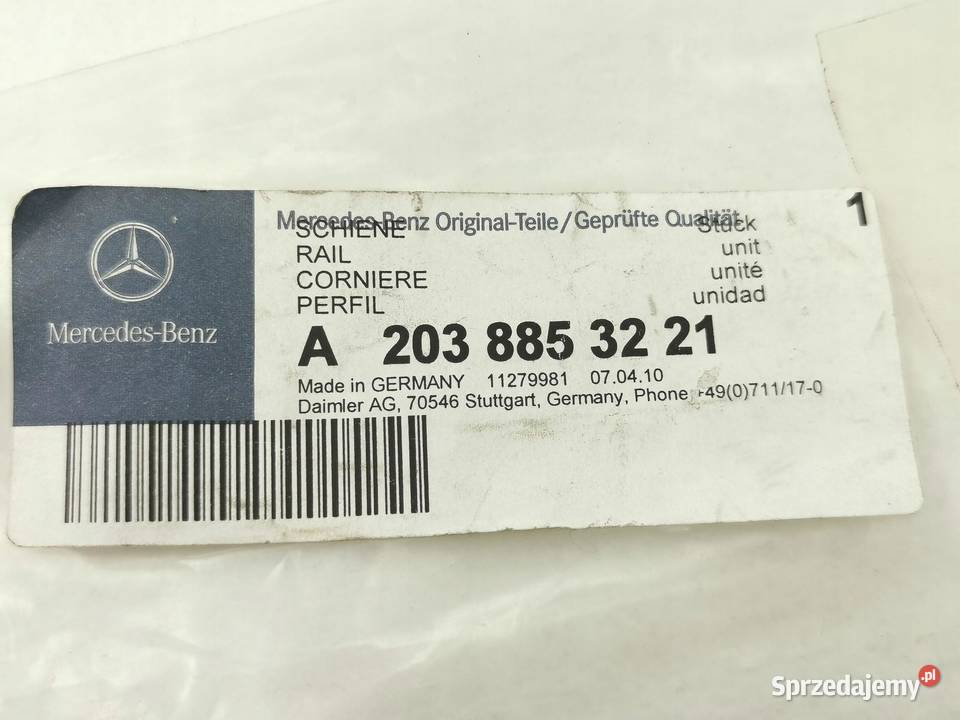 Mercedes-Benz Original-Teile/Geprüfte Qualität
1
SCHIENE Stück
RAIL unit
CORNIERE unité
PERFIL unidad
Mercedes-Benz
A 203 885 32 21
Made in GERMANY 11279981 07.04.10
Daimler AG, 70546 Stuttgart, Germany, Phone +49(0)711/17-0
Sprzedajemy.pl